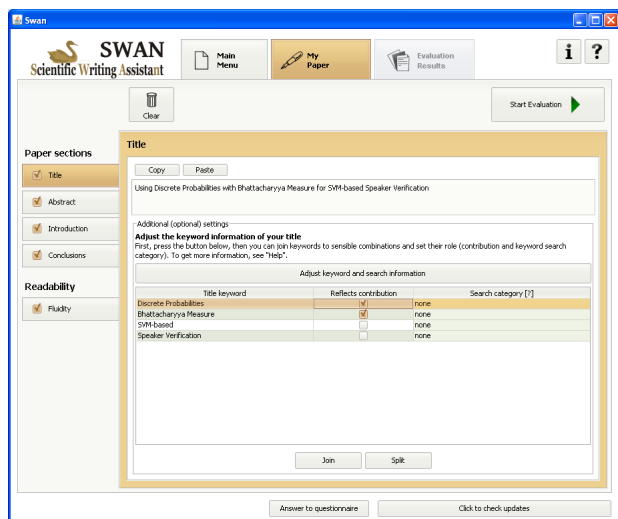 Swan
SWAN
Scientific Writing Assistant
Main
Menu
My
Paper
Evaluation
Results
i ?
Clear
Start Evaluation
Paper sections
Title
Abstract
Introduction
Conclusions
Readability
Fluidity
Title
Copy Paste
Using Discrete Probabilities with Bhattacharyya Measure for SVM-based Speaker Verification
Additional (optional) settings
Adjust the keyword information of your title
First, press the button below, then you can join keywords to sensible combinations and set their role (contribution and keyword search
category). To get more information, see "Help".
Adjust keyword and search information
Title keyword Reflects contribution Search category [?]
Discrete Probabilities none
Bhattacharyya Measure none
SVM-based none
Speaker Verification none
Join Split
Answer to questionnaire Click to check updates